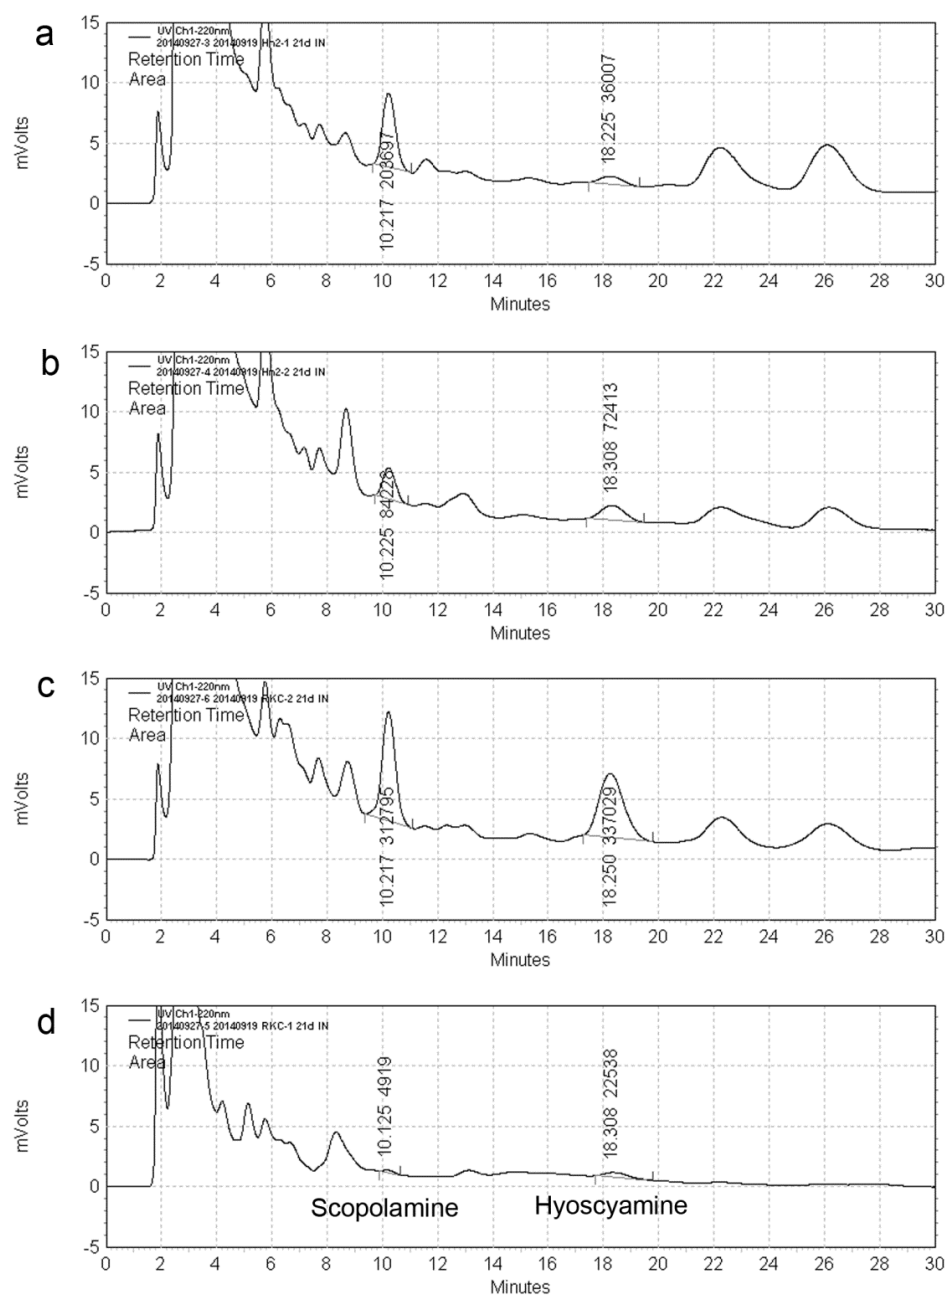 a
15
UV Ch1-220nm
20140927-3 20140919 Hn2-1 21d IN
Retention Time
Area
10
5
0
-5
mVolts
10.217 203697
18.225 36007
0 2 4 6 8 10 12 14 16 18 20 22 24 26 28 30
Minutes
b
15
UV Ch1-220nm
20140927-4 20140919 Hn2-2 21d IN
Retention Time
Area
10
5
0
-5
mVolts
10.225 84228
18.308 72413
0 2 4 6 8 10 12 14 16 18 20 22 24 26 28 30
Minutes
c
15
UV Ch1-220nm
20140927-6 20140919 RKC-2 21d IN
Retention Time
Area
10
5
0
-5
mVolts
10.217 312795
18.250 337029
0 2 4 6 8 10 12 14 16 18 20 22 24 26 28 30
Minutes
d
15
UV Ch1-220nm
20140927-5 20140919 RKC-1 21d IN
Retention Time
Area
10
5
0
-5
mVolts
10.125 4919
18.308 22538
Scopolamine
Hyoscyamine
0 2 4 6 8 10 12 14 16 18 20 22 24 26 28 30
Minutes